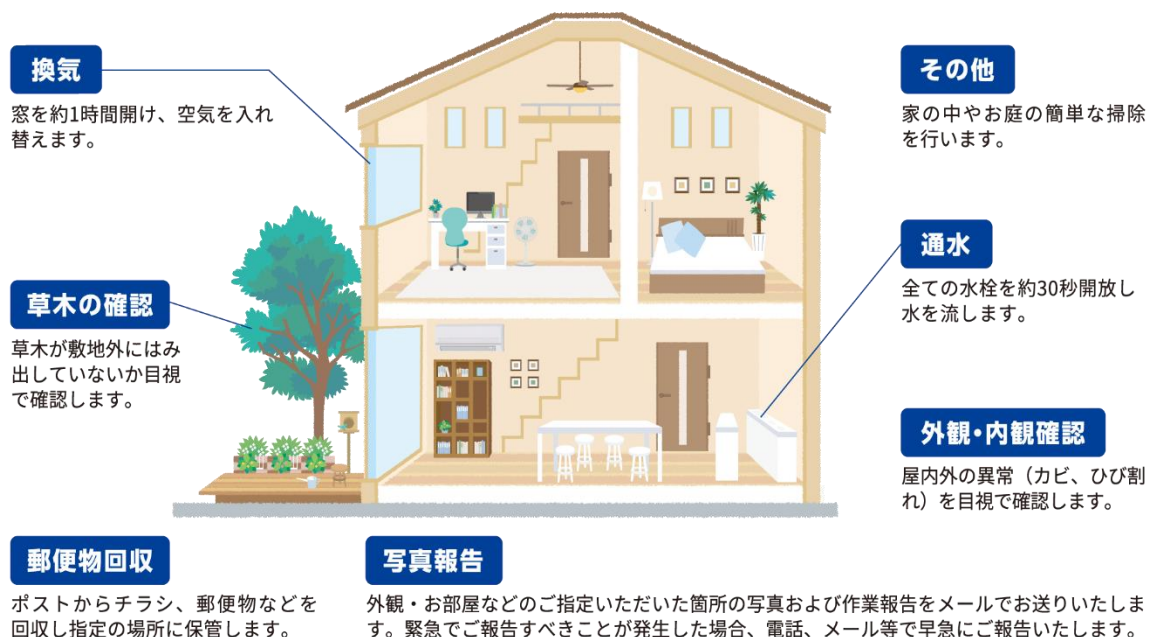 換気
窓を約1時間開け、空気を入れ
替えます。
草木の確認
草木が敷地外にはみ
出していないか目視
で確認します。
その他
家の中やお庭の簡単な掃除
を行います。
通水
全ての水栓を約30秒開放し
水を流します。
外観・内観確認
屋内外の異常（カビ、ひび割
れ）を目視で確認します。
郵便物回収
ポストからチラシ、郵便物などを
回収し指定の場所に保管します。
写真報告
外観・お部屋などのご指定いただいた箇所の写真および作業報告をメールでお送りいたしま
す。緊急でご報告すべきことが発生した場合、電話、メール等で早急にご報告いたします。